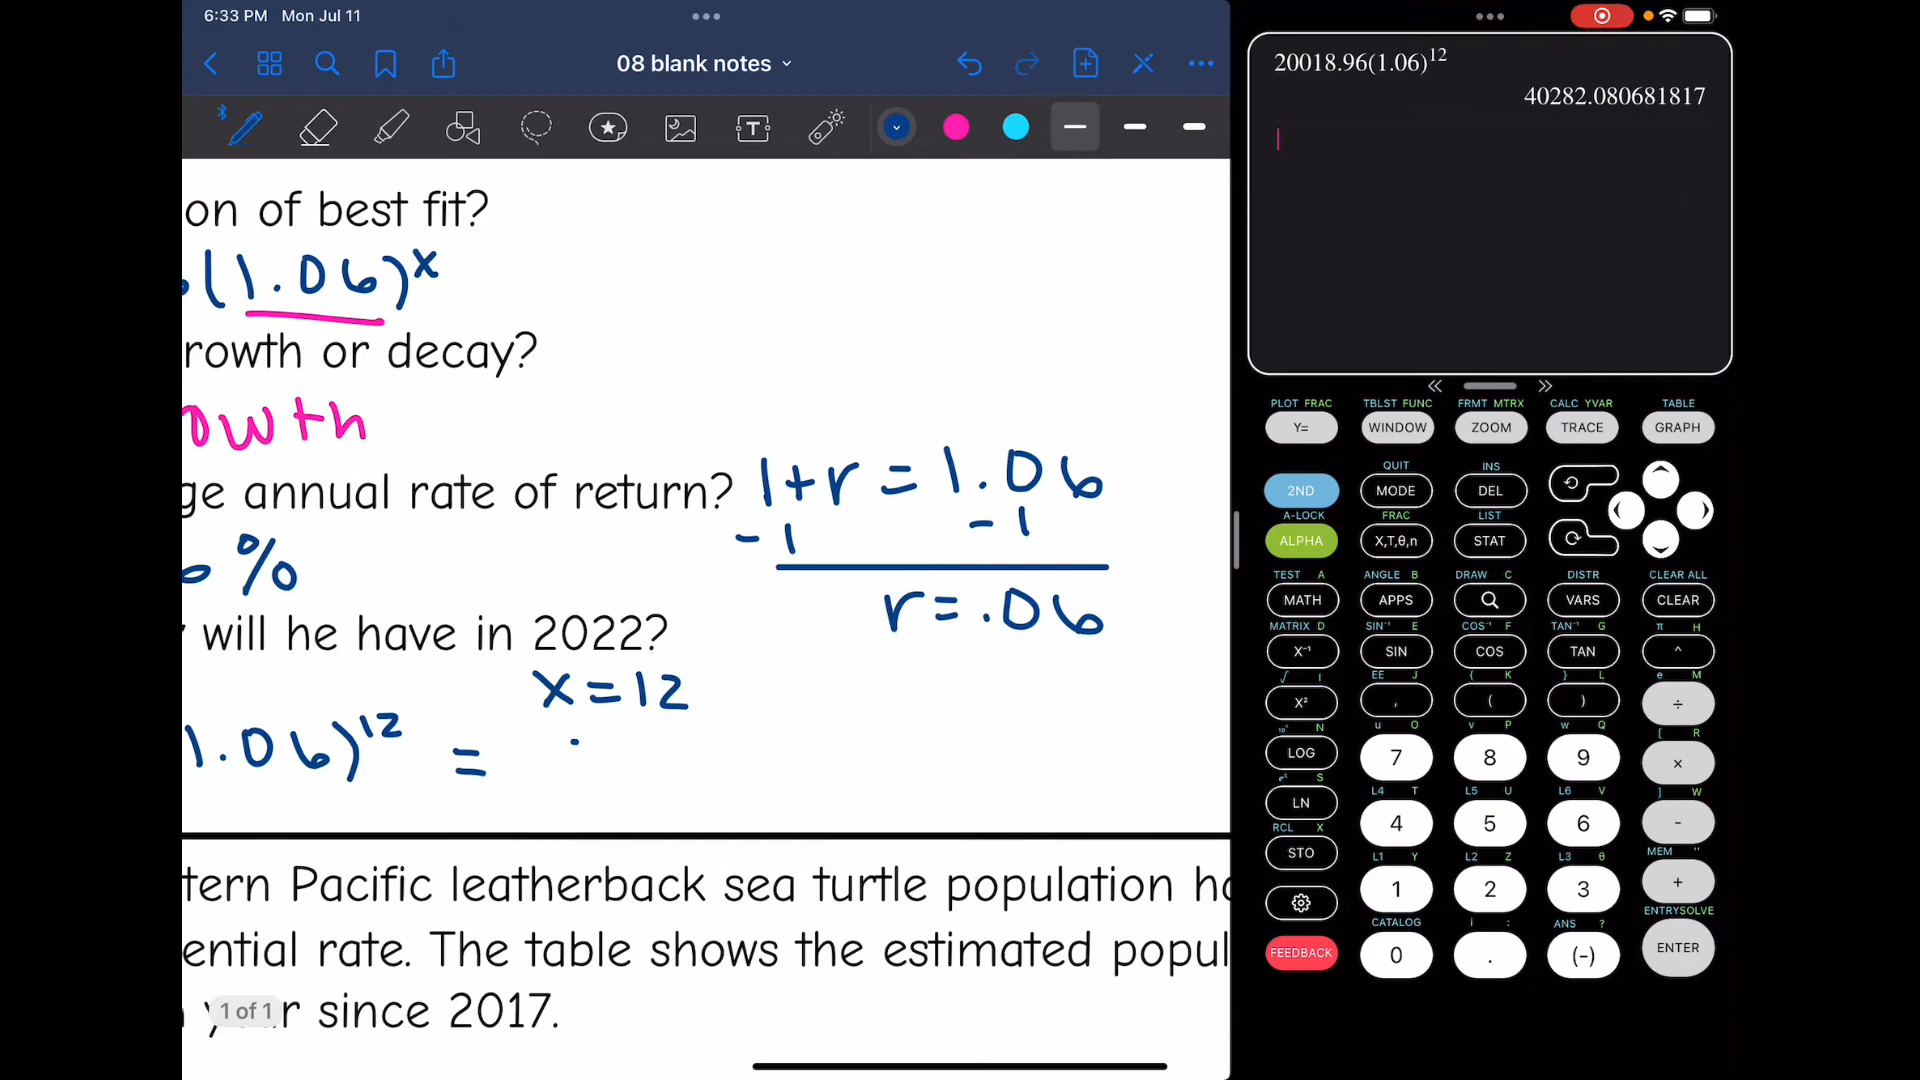 6:33 PM Mon Jul 11
08 blank notes
T
on of best fit?
(1.06)^x
rowth or decay?
owth
ge annual rate of return?
1+r = 1.06
-1 -1
r = .06
6 %
will he have in 2022?
x = 12
1.06)^12 =
tern Pacific leatherback sea turtle population ha
ential rate. The table shows the estimated popul
1 of 1
r since 2017.
20018.96(1.06)^12
40282.080681817
PLOT FRAC TBLST FUNC FRMT MTRX CALC YVAR TABLE
Y= WINDOW ZOOM TRACE GRAPH
QUIT INS
2ND MODE DEL
A-LOCK FRAC LIST
ALPHA X,T,θ,n STAT
TEST A ANGLE B DRAW C DISTR CLEAR ALL
MATH APPS VARS CLEAR
MATRIX D SIN⁻¹ E COS⁻¹ F TAN⁻¹ G π H
X⁻¹ SIN COS TAN ^
√ I EE J { K } L e M
X² , ( ) ÷
10ˣ N u O v P w Q [ R
LOG 7 8 9 ×
eˣ S L4 T L5 U L6 V ] W
LN 4 5 6 -
RCL X L1 Y L2 Z L3 θ MEM "
STO 1 2 3 +
CATALOG i : ANS ? ENTRY SOLVE
FEEDBACK 0 . (-) ENTER